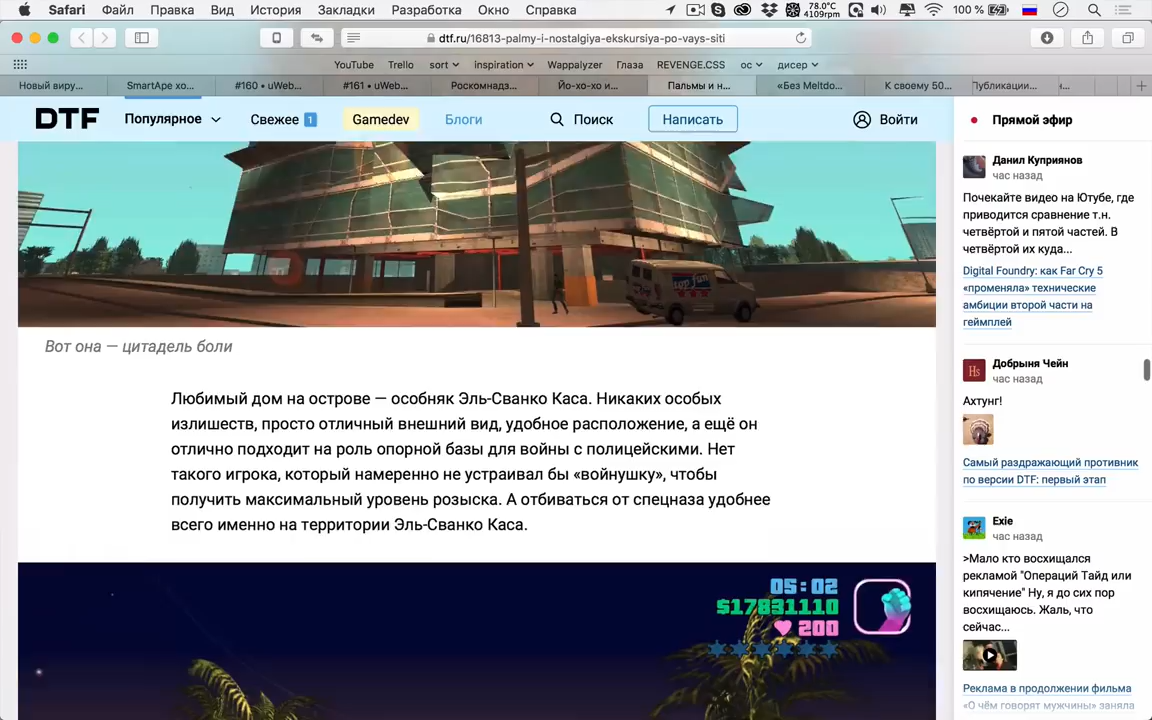 Safari Файл Правка Вид История Закладки Разработка Окно Справка 78.0°C 4109rpm 100 %
dtf.ru/16813-palmy-i-nostalgiya-ekskursiya-po-vays-siti
YouTube Trello sort inspiration Wappalyzer Глаза REVENGE.CSS ос дисер
Новый виру... SmartApe хо... #160 • uWeb... #161 • uWeb... Роскомнадз... Йо-хо-хо и... Пальмы и н... «Без Meltdo... К своему 50... Публикации...
DTF Популярное Свежее 1 Gamedev Блоги Поиск Написать Войти
Прямой эфир
top fun
Вот она — цитадель боли
Любимый дом на острове — особняк Эль-Сванко Каса. Никаких особых
излишеств, просто отличный внешний вид, удобное расположение, а ещё он
отлично подходит на роль опорной базы для войны с полицейскими. Нет
такого игрока, который намеренно не устраивал бы «войнушку», чтобы
получить максимальный уровень розыска. А отбиваться от спецназа удобнее
всего именно на территории Эль-Сванко Каса.
05:02
$17831110
200
Данил Куприянов
час назад
Почекайте видео на Ютубе, где
приводится сравнение т.н.
четвёртой и пятой частей. В
четвёртой их куда...
Digital Foundry: как Far Cry 5
«променяла» технические
амбиции второй части на
геймплей
Hs
Добрыня Чейн
час назад
Ахтунг!
Самый раздражающий противник
по версии DTF: первый этап
Exie
час назад
>Мало кто восхищался
рекламой "Операций Тайд или
кипячение" Ну, я до сих пор
восхищаюсь. Жаль, что
сейчас...
Реклама в продолжении фильма
«О чём говорят мужчины» заняла